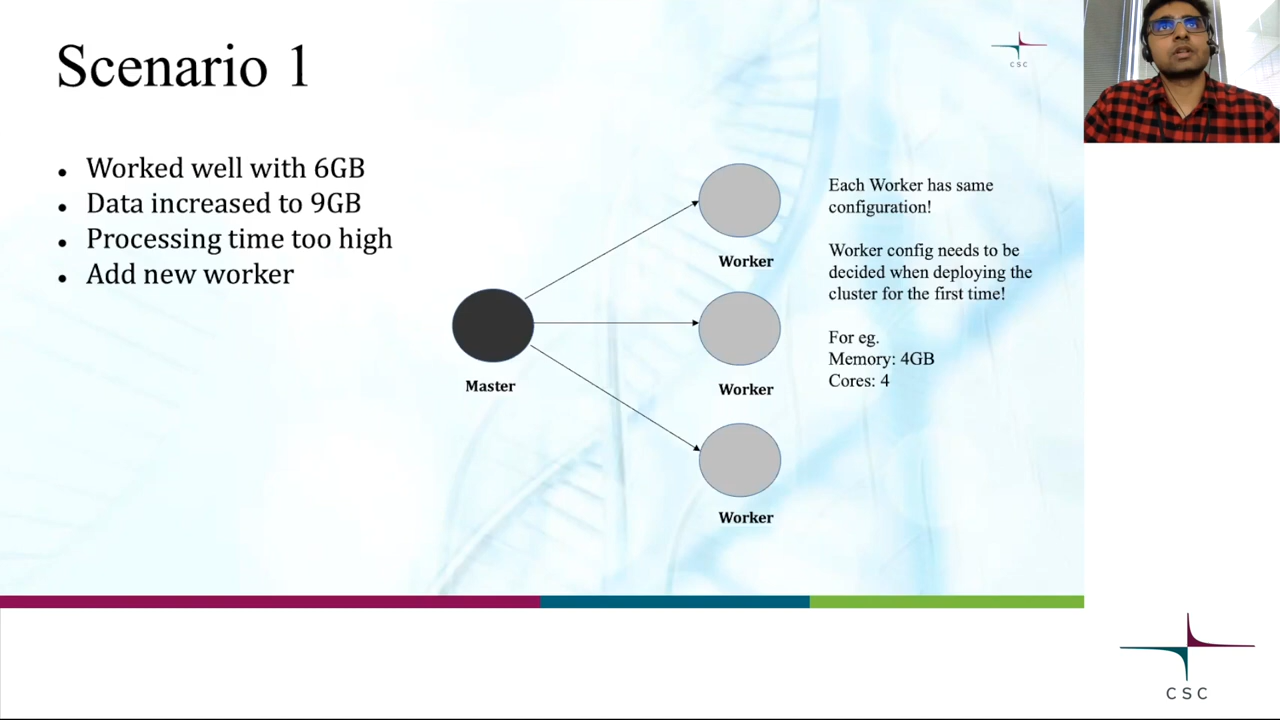 Scenario 1
Worked well with 6GB
Data increased to 9GB
Processing time too high
Add new worker
Master
Worker
Worker
Worker
Each Worker has same
configuration!
Worker config needs to be
decided when deploying the
cluster for the first time!
For eg.
Memory: 4GB
Cores: 4
CSC
CSC